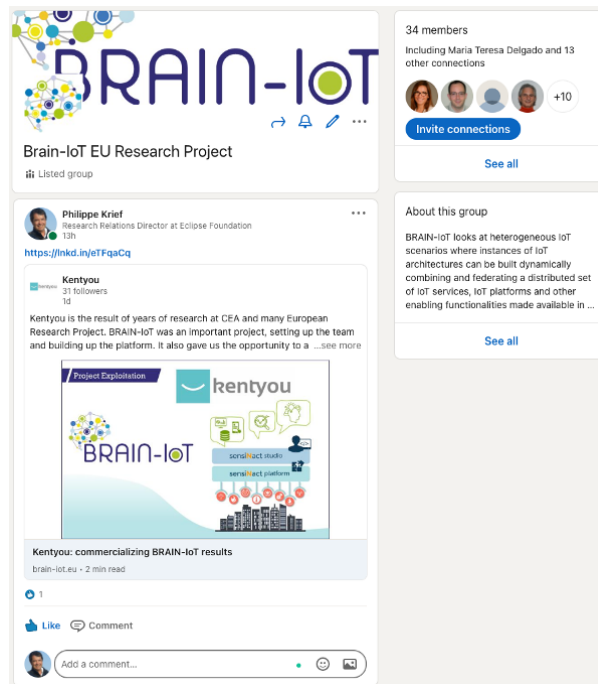 BRAIN-IoT
Brain-IoT EU Research Project
Listed group
Philippe Krief
Research Relations Director at Eclipse Foundation
13h
https://lnkd.in/eTFqaCq
Kentyou
31 followers
1d
Kentyou is the result of years of research at CEA and many European
Research Project. BRAIN-IoT was an important project, setting up the team
and building up the platform. It also gave us the opportunity to a ...see more
Project Exploitation
kentyou
BRAIN-IoT
sensiNact studio
sensiNact platform
Kentyou: commercializing BRAIN-IoT results
brain-iot.eu • 2 min read
1
Like
Comment
Add a comment...
34 members
Including Maria Teresa Delgado and 13
other connections
+10
Invite connections
See all
About this group
BRAIN-IoT looks at heterogeneous IoT
scenarios where instances of IoT
architectures can be built dynamically
combining and federating a distributed set
of IoT services, IoT platforms and other
enabling functionalities made available in ...
See all